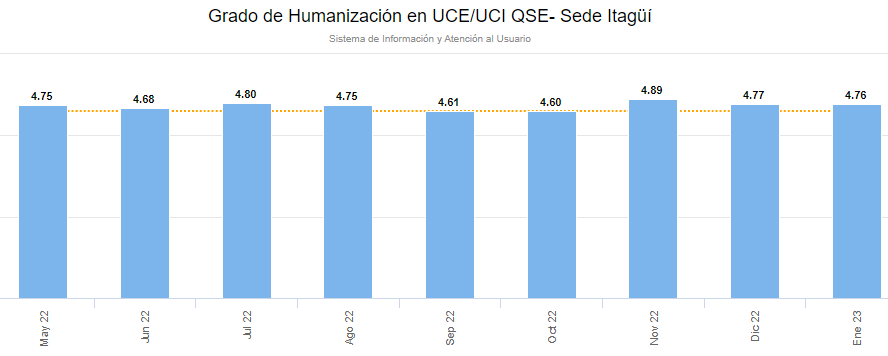 Grado de Humanización en UCE/UCI QSE- Sede Itagüí
Sistema de Información y Atención al Usuario
4.75
4.68
4.80
4.75
4.61
4.60
4.89
4.77
4.76
May 22
Jun 22
Jul 22
Ago 22
Sep 22
Oct 22
Nov 22
Dic 22
Ene 23